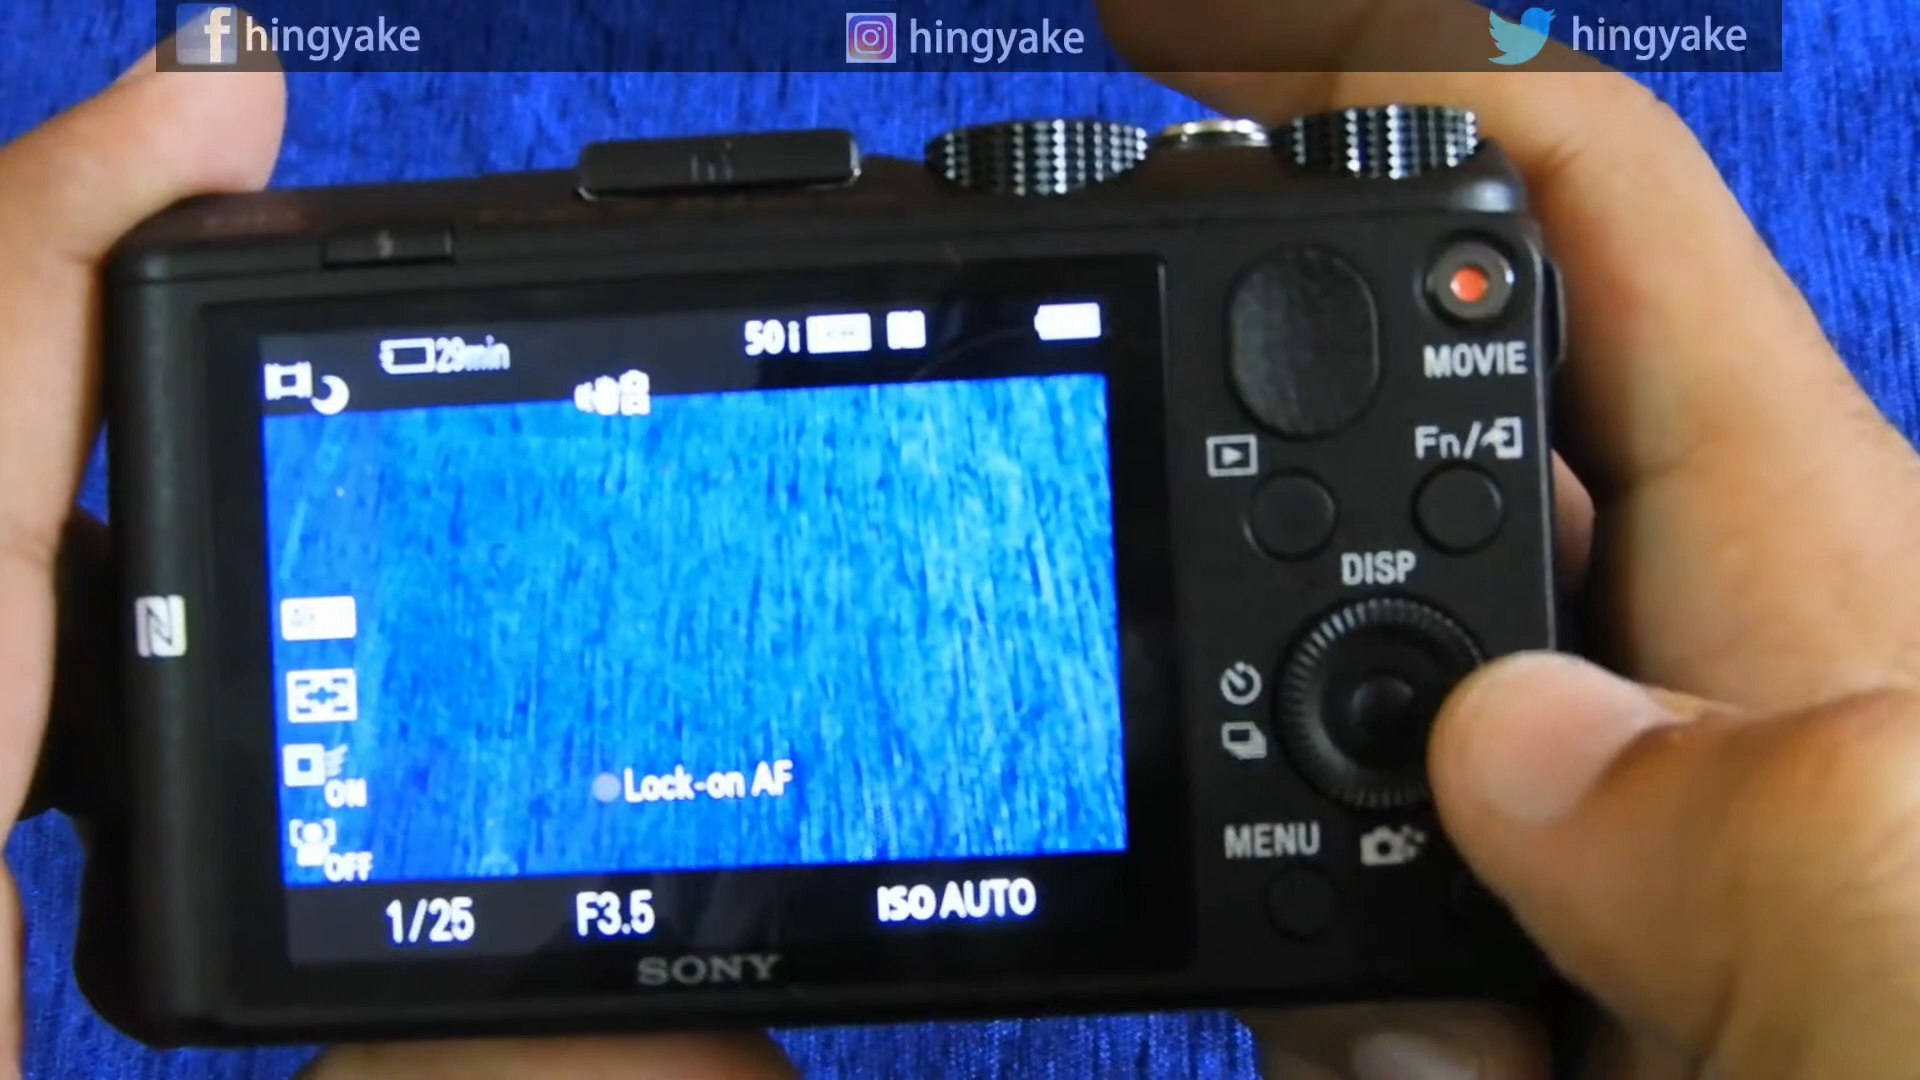 hingyake hingyake hingyake
29min 50i
MOVIE
Fn/
DISP
ON
Lock-on AF
OFF
MENU
1/25 F3.5 ISO AUTO
SONY